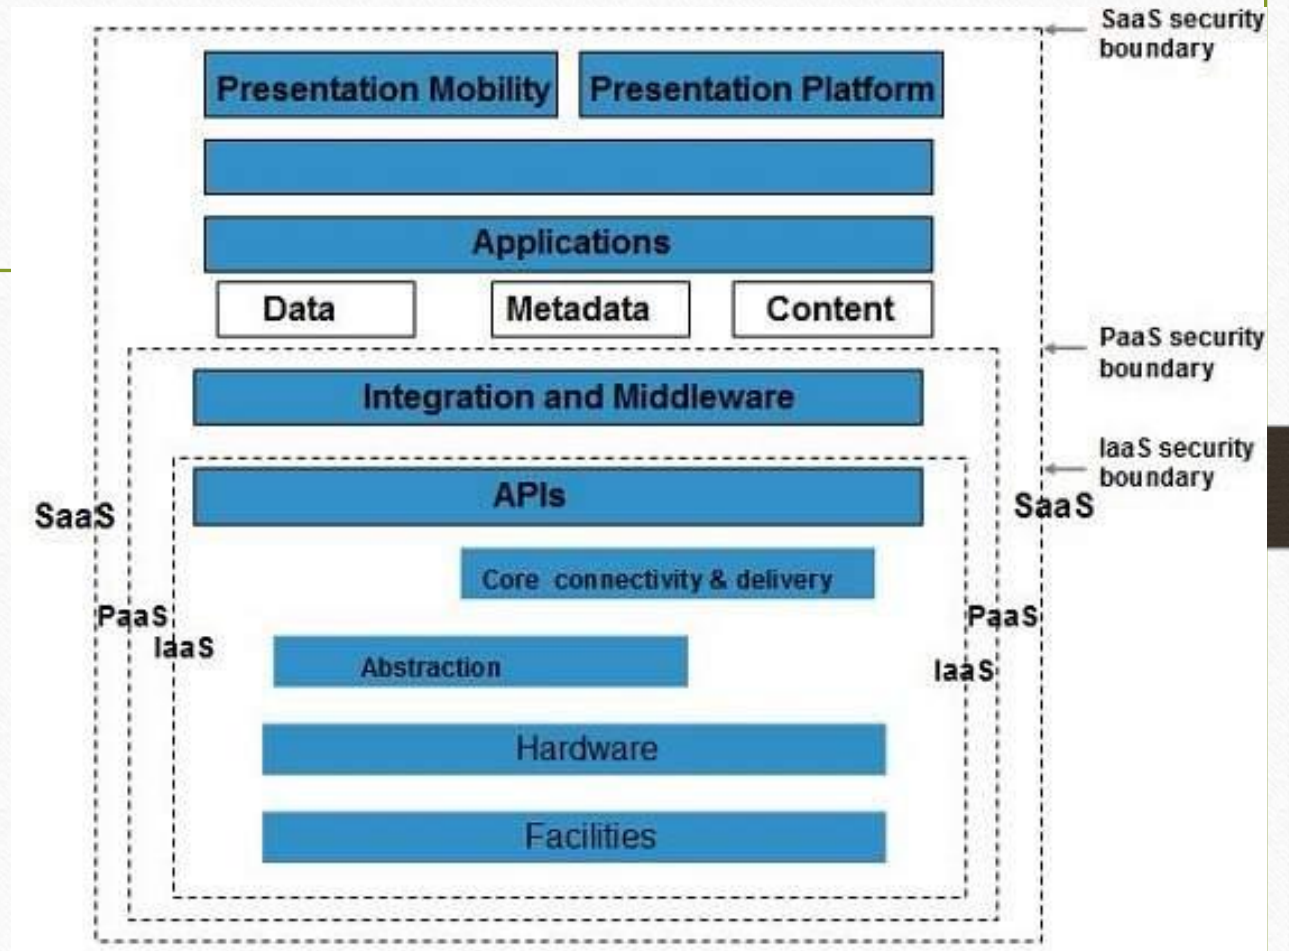 SaaS security
boundary
Presentation Mobility
Presentation Platform
Applications
Data
Metadata
Content
PaaS security
boundary
Integration and Middleware
IaaS security
boundary
APIs
SaaS
SaaS
Core connectivity & delivery
PaaS
PaaS
IaaS
IaaS
Abstraction
Hardware
Facilities